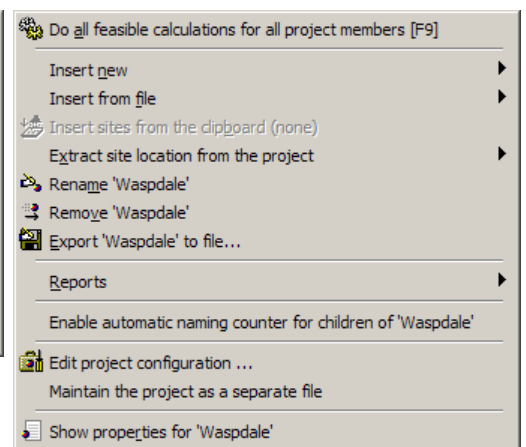 Do all feasible calculations for all project members [F9]
Insert new
Insert from file
Insert sites from the clipboard (none)
Extract site location from the project
Rename 'Waspdale'
Remove 'Waspdale'
Export 'Waspdale' to file...
Reports
Enable automatic naming counter for children of 'Waspdale'
Edit project configuration ...
Maintain the project as a separate file
Show properties for 'Waspdale'